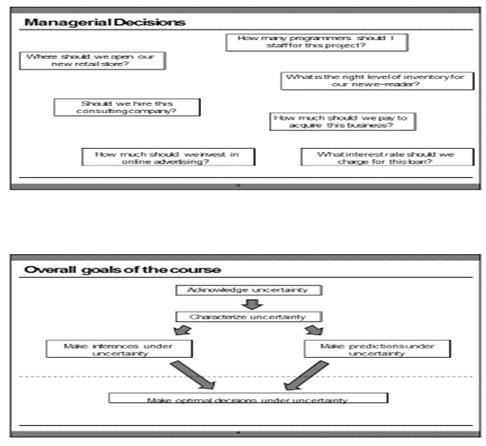 Managerial Decisions
How many programmers should I
staff for this project?
Where should we open our
new retail store?
What is the right level of inventory for
our new e-reader?
Should we hire this
consulting company?
How much should we pay to
acquire this business?
How much should we invest in
online advertising?
What interest rate should we
charge for this loan?
Overall goals of the course
Acknowledge uncertainty
Characterize uncertainty
Make inferences under
uncertainty
Make predictions under
uncertainty
Make optimal decisions under uncertainty